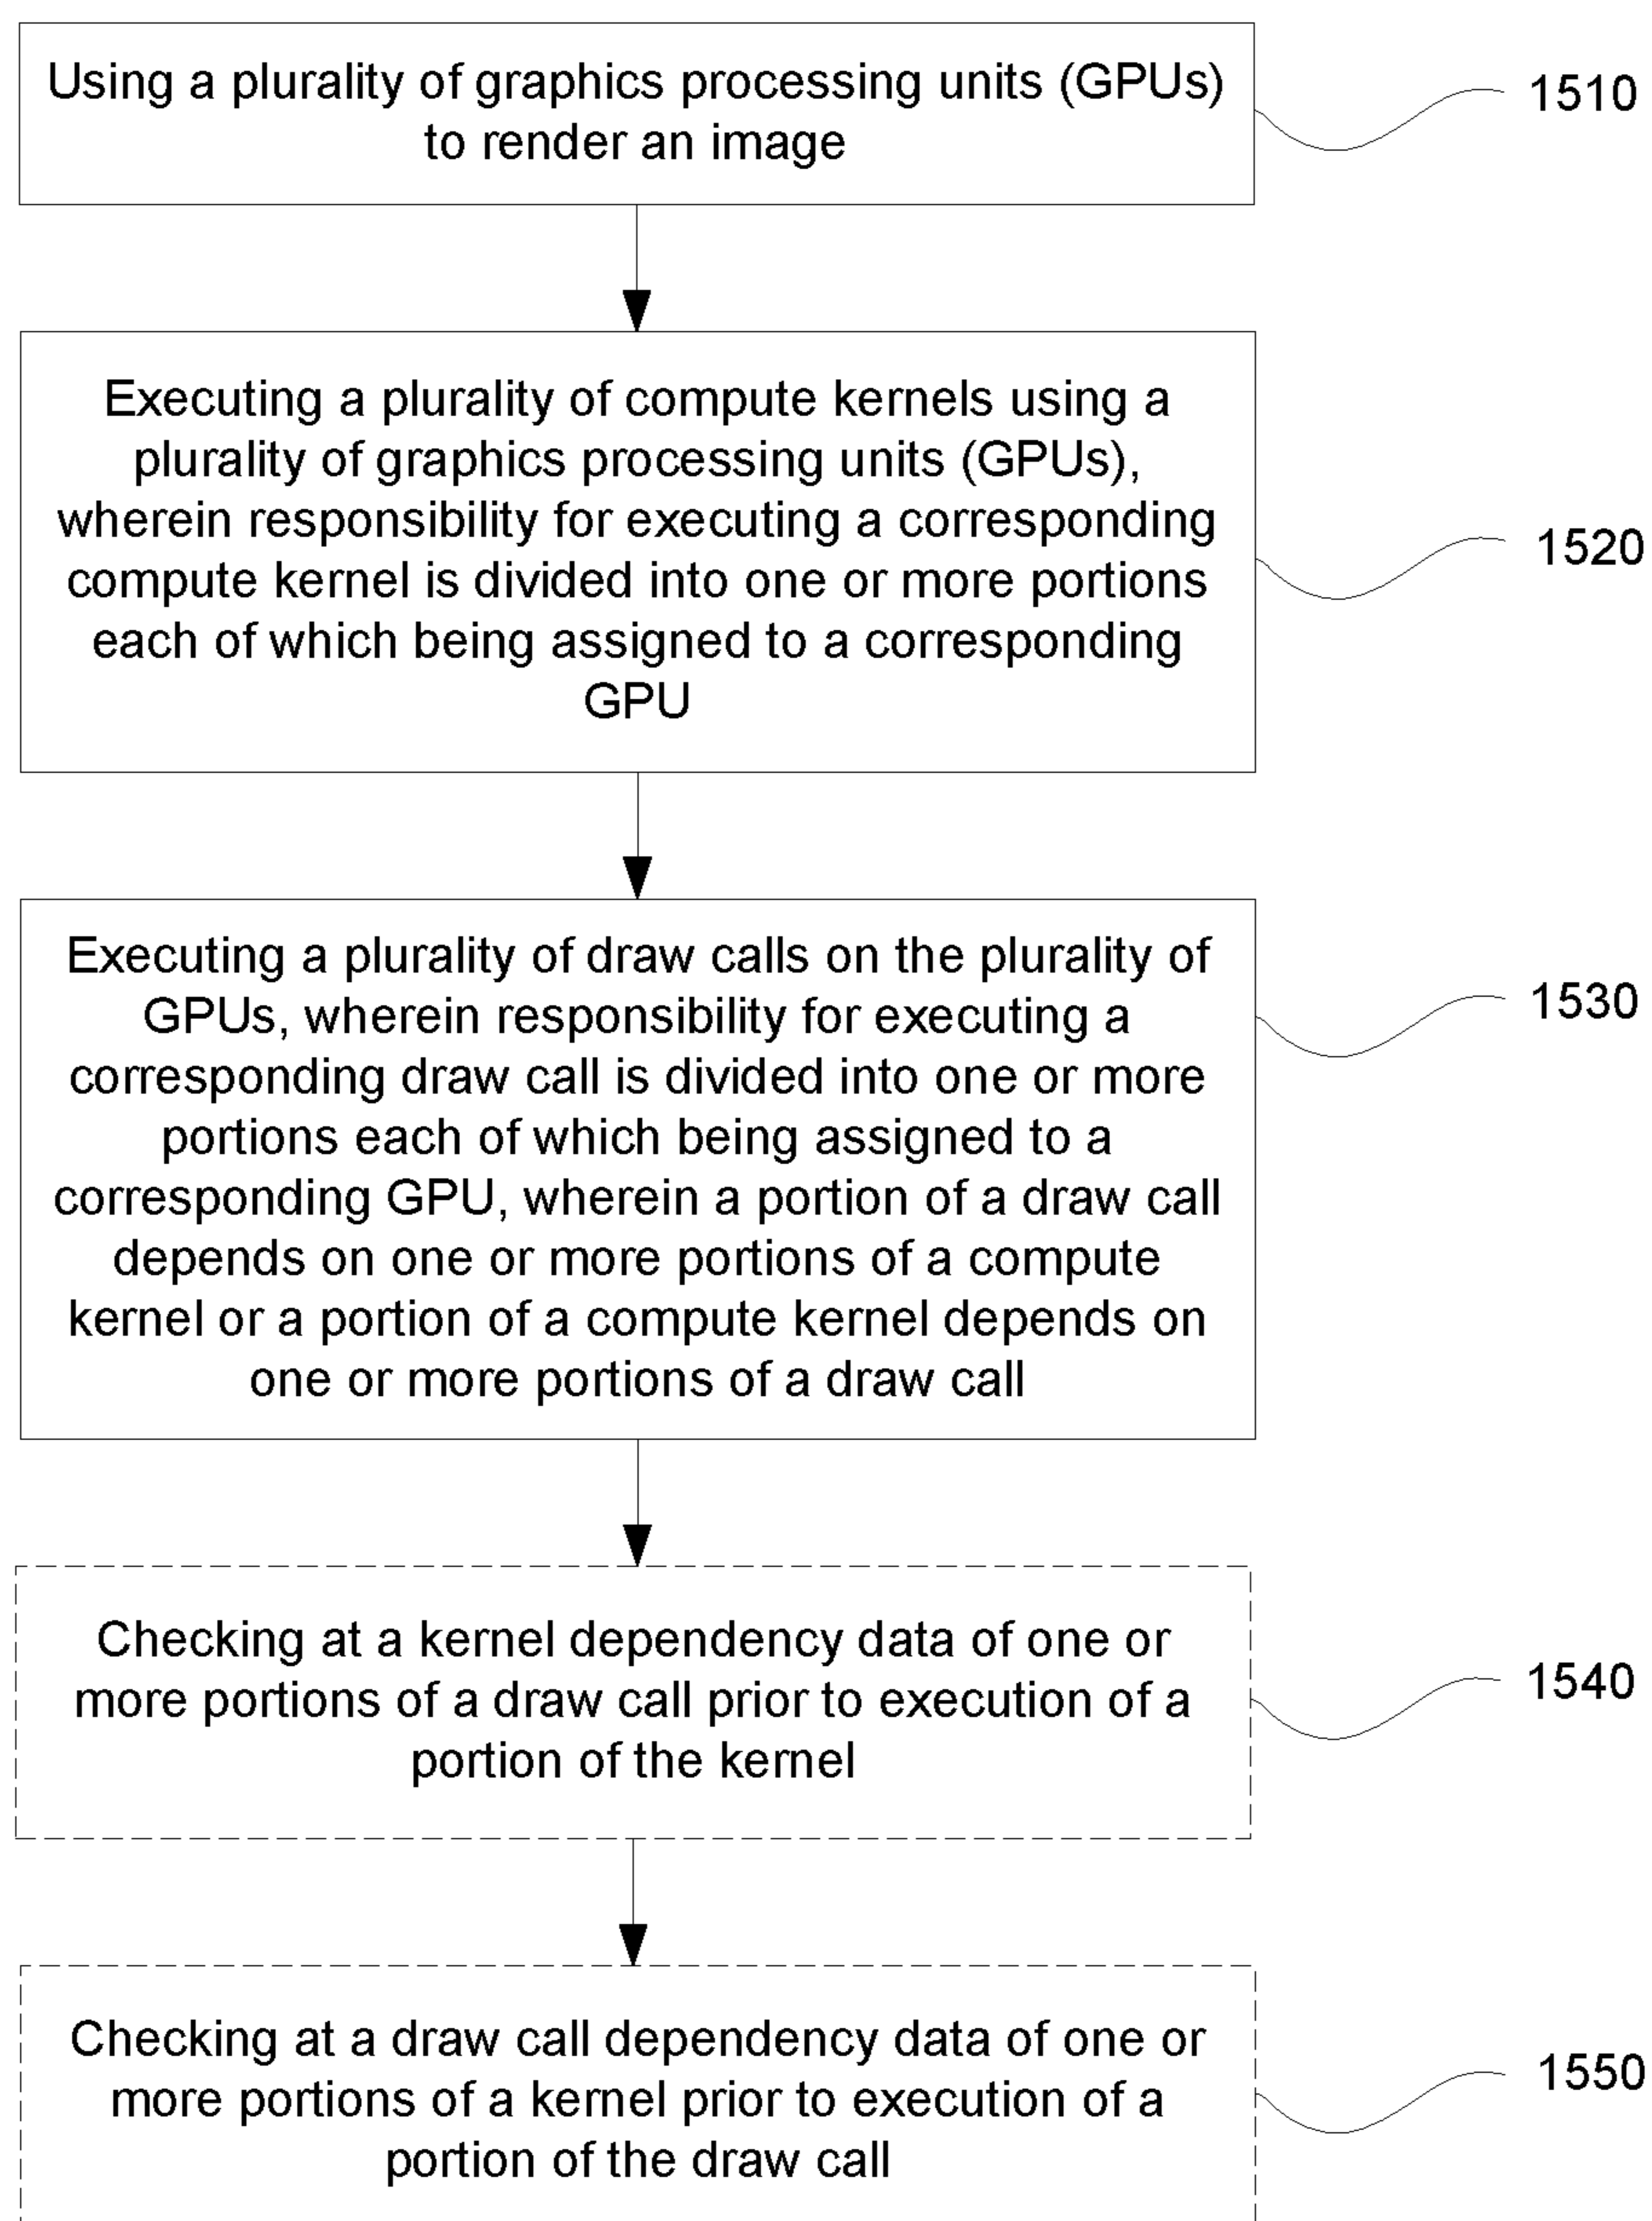 Using a plurality of graphics processing units (GPUs)
to render an image
1510
Executing a plurality of compute kernels using a
plurality of graphics processing units (GPUs),
wherein responsibility for executing a corresponding
compute kernel is divided into one or more portions
each of which being assigned to a corresponding
GPU
1520
Executing a plurality of draw calls on the plurality of
GPUs, wherein responsibility for executing a
corresponding draw call is divided into one or more
portions each of which being assigned to a
corresponding GPU, wherein a portion of a draw call
depends on one or more portions of a compute
kernel or a portion of a compute kernel depends on
one or more portions of a draw call
1530
Checking at a kernel dependency data of one or
more portions of a draw call prior to execution of a
portion of the kernel
1540
Checking at a draw call dependency data of one or
more portions of a kernel prior to execution of a
portion of the draw call
1550